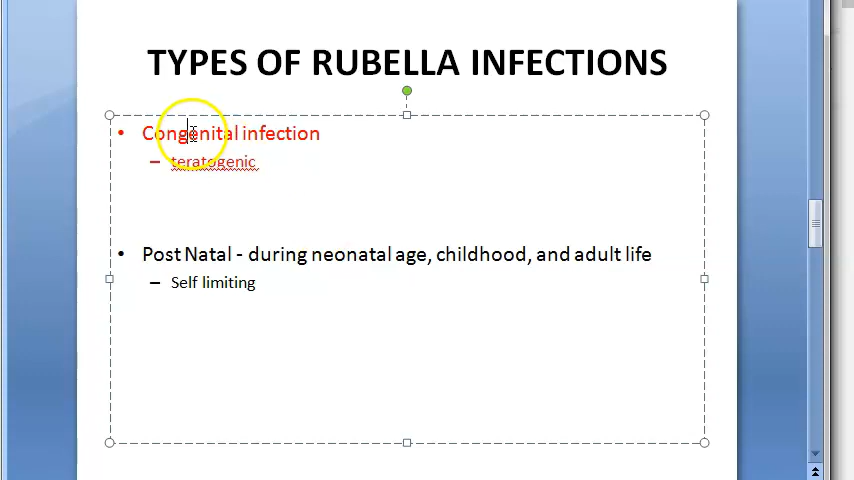 TYPES OF RUBELLA INFECTIONS
• Congenital infection
– teratogenic
• Post Natal - during neonatal age, childhood, and adult life
– Self limiting